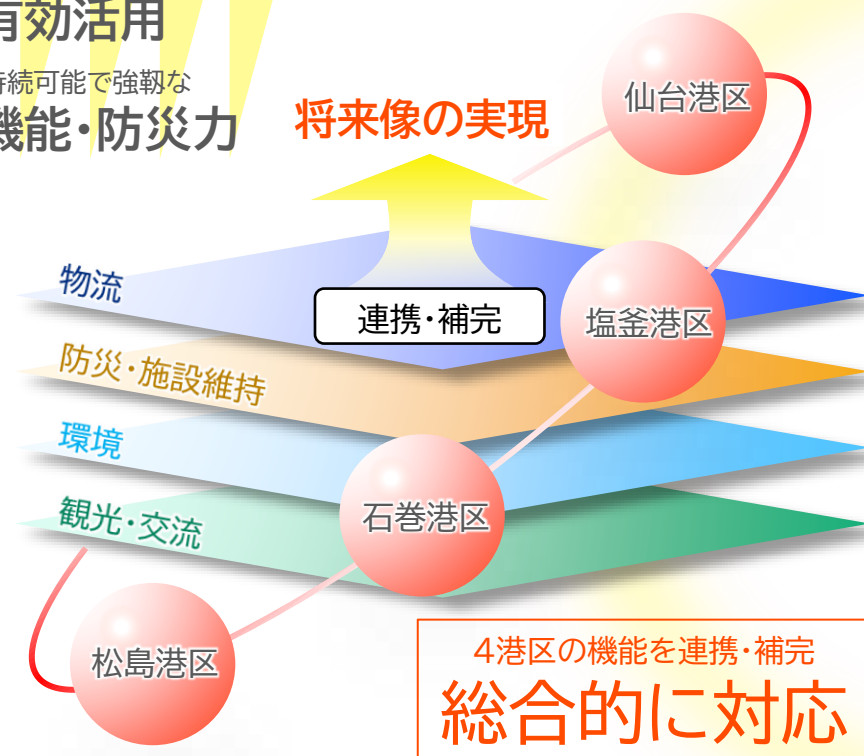 有効活用
持続可能で強靭な
機能・防災力
将来像の実現
仙台港区
物流
連携・補完
塩釜港区
防災・施設維持
環境
石巻港区
観光・交流
松島港区
4港区の機能を連携・補完
総合的に対応